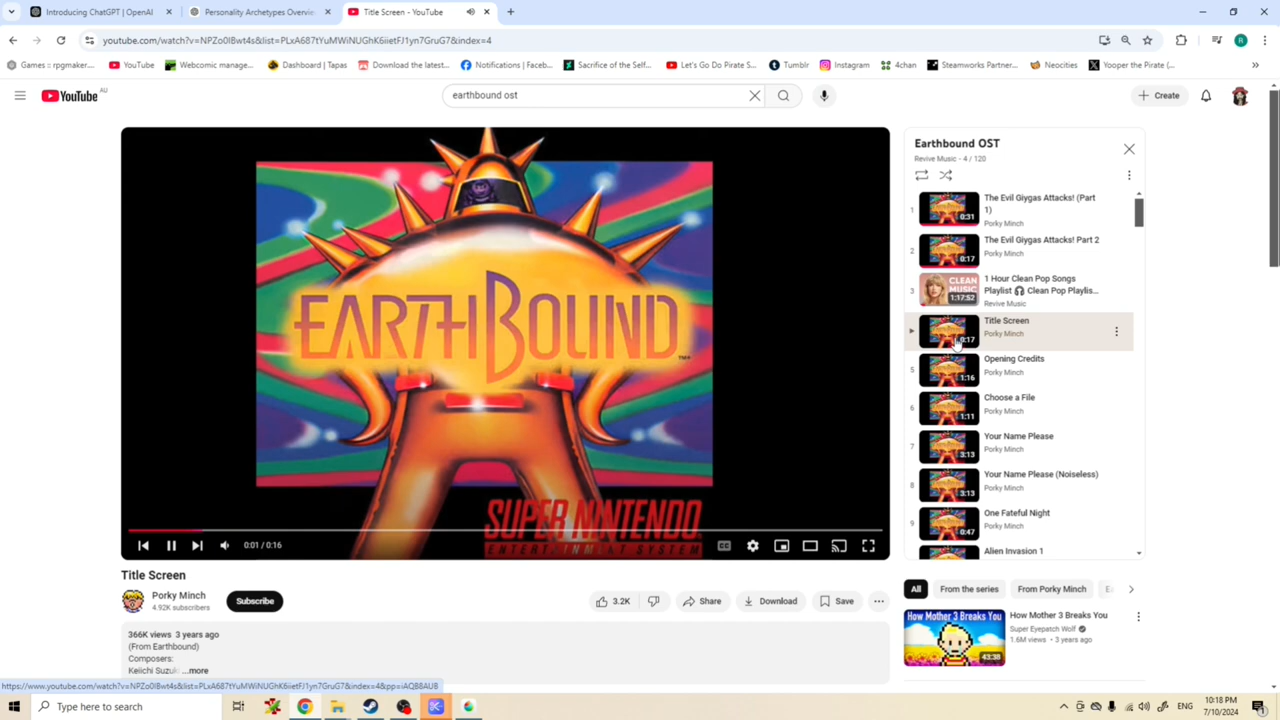 Introducing ChatGPT | OpenAI
Personality Archetypes Overvie
Title Screen - YouTube
youtube.com/watch?v=NPZo0lBwt4s&list=PLxA687tYuMWiNUGhK6iietFJ1yn7GruG7&index=4
Games :: rpgmaker....
YouTube
Webcomic manage...
Dashboard | Tapas
Download the latest...
Notifications | Faceb...
Sacrifice of the Self...
Let's Go Do Pirate S...
Tumblr
Instagram
4chan
Steamworks Partner...
Neocities
Yooper the Pirate (...
YouTube AU
earthbound ost
Create
EARTHBOUND
TM
SUPER NINTENDO
0:01 / 0:16
Title Screen
Porky Minch
4.92K subscribers
Subscribe
3.2K
Share
Download
Save
366K views 3 years ago
(From Earthbound)
Composers:
Keiichi Suzuk ...more
Earthbound OST
Revive Music - 4 / 120
1
0:31
The Evil Giygas Attacks! (Part
1)
Porky Minch
2
0:17
The Evil Giygas Attacks! Part 2
Porky Minch
3
CLEAN
MUSIC
1:17:52
1 Hour Clean Pop Songs
Playlist 🎧 Clean Pop Playlis...
Revive Music
0:17
Title Screen
Porky Minch
5
1:16
Opening Credits
Porky Minch
6
1:11
Choose a File
Porky Minch
7
3:13
Your Name Please
Porky Minch
8
3:13
Your Name Please (Noiseless)
Porky Minch
9
0:47
One Fateful Night
Porky Minch
Alien Invasion 1
All
From the series
From Porky Minch
How Mother 3 Breaks You
43:38
How Mother 3 Breaks You
Super Eyepatch Wolf
1.6M views • 3 years ago
https://www.youtube.com/watch?v=NPZo0lBwt4s&list=PLxA687tYuMWiNUGhK6iietFJ1yn7GruG7&index=4&pp=iAQB8AUB
Type here to search
ENG
10:18 PM
7/10/2024